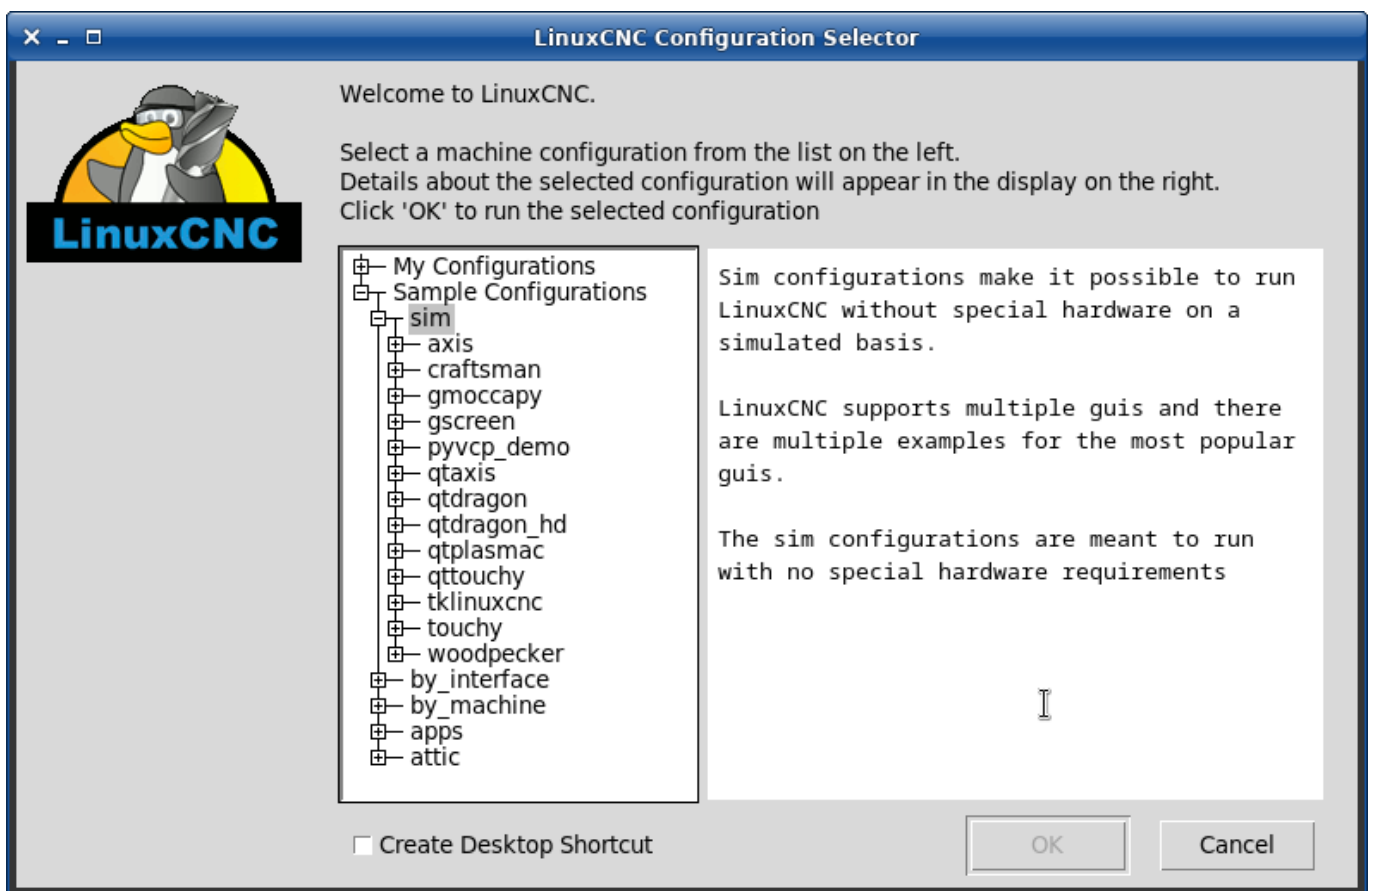 LinuxCNC Configuration Selector
LinuxCNC
Welcome to LinuxCNC.
Select a machine configuration from the list on the left.
Details about the selected configuration will appear in the display on the right.
Click 'OK' to run the selected configuration
My Configurations
Sample Configurations
sim
axis
craftsman
gmoccapy
gscreen
pyvcp_demo
qtaxis
qtdragon
qtdragon_hd
qtplasmac
qttouchy
tklinuxcnc
touchy
woodpecker
by_interface
by_machine
apps
attic
Sim configurations make it possible to run
LinuxCNC without special hardware on a
simulated basis.
LinuxCNC supports multiple guis and there
are multiple examples for the most popular
guis.
The sim configurations are meant to run
with no special hardware requirements
Create Desktop Shortcut
OK
Cancel